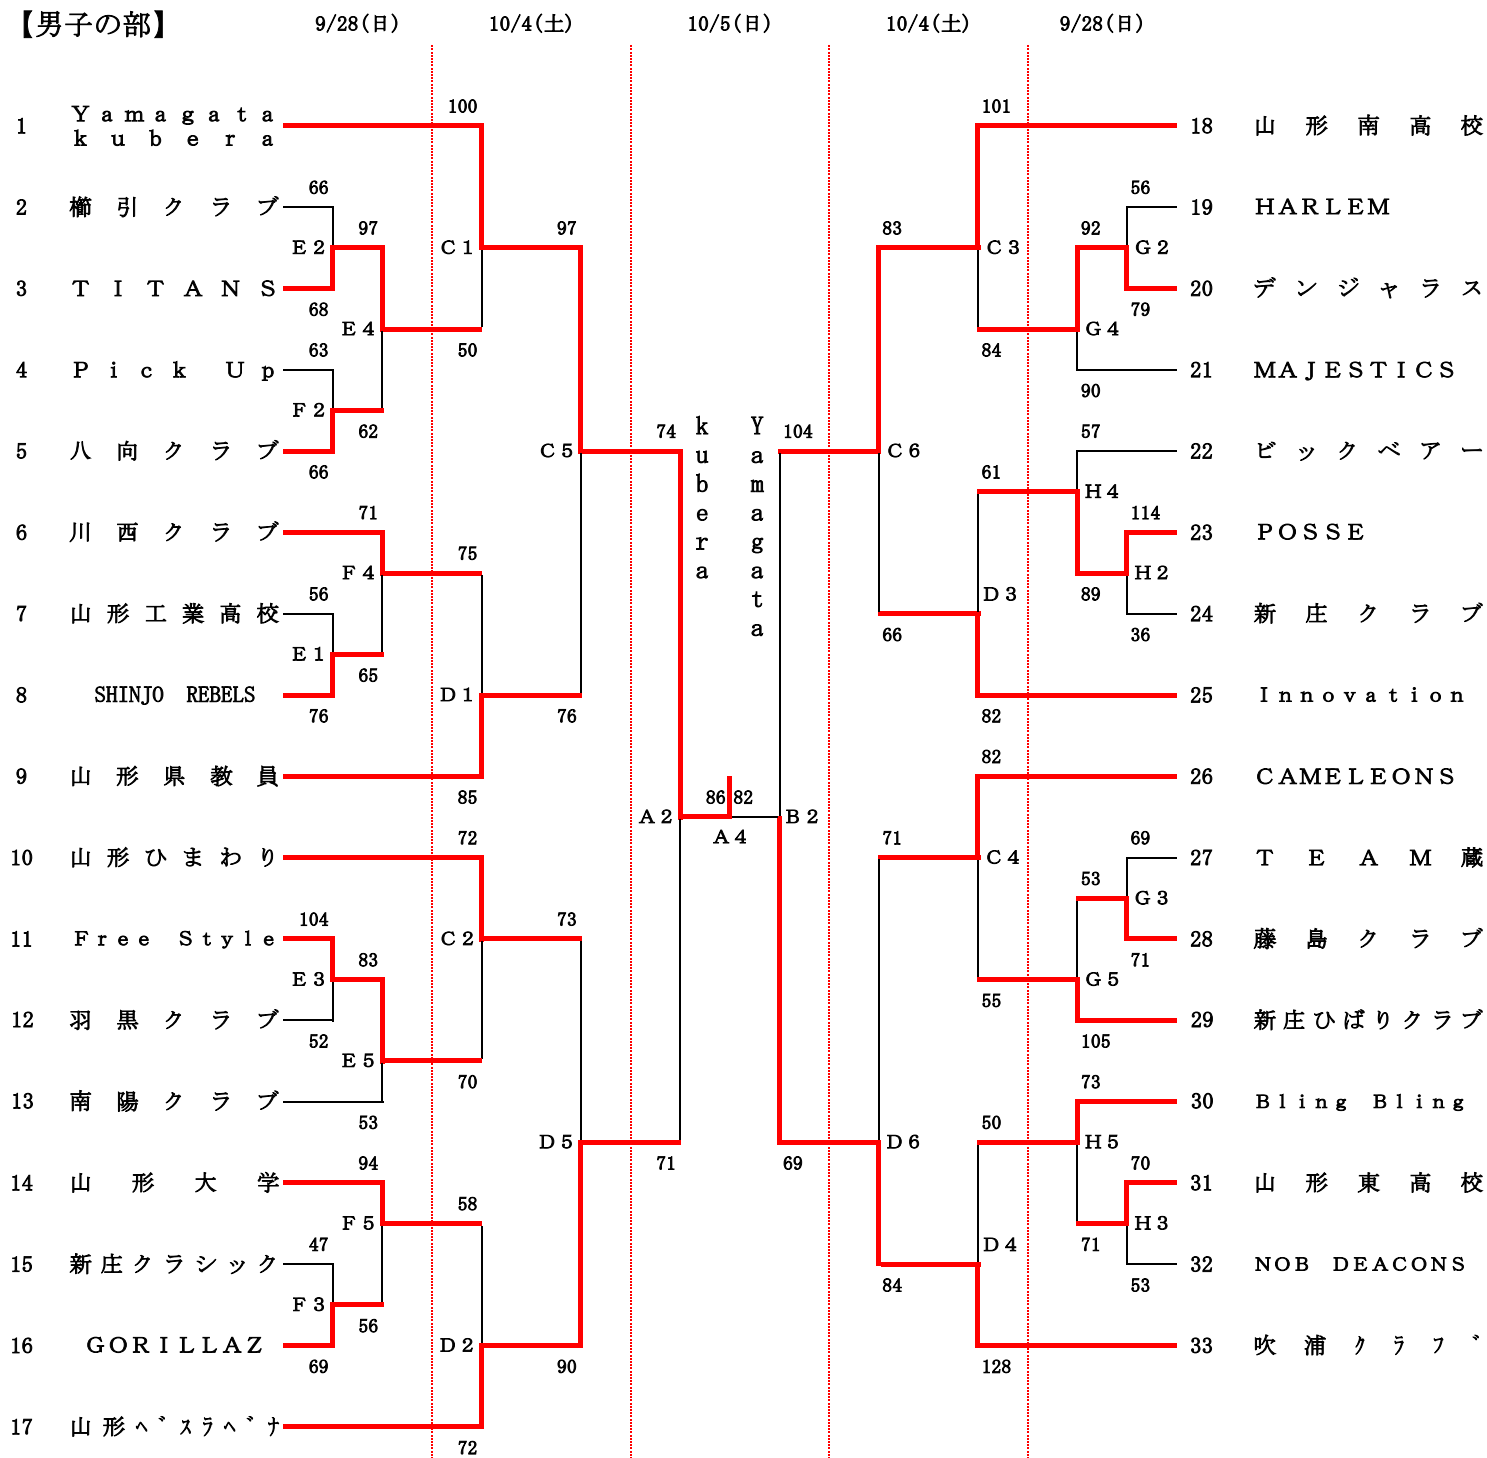 【男子の部】 9/28(日) 10/4(土) 10/5(日) 10/4(土) 9/28(日)
100 101
1 Yamagata kubera 18 山形南高校
66 56
2 櫛引クラブ 19 HARLEM
97 97 83 92
E2 C1 C3 G2
3 TITANS 20 デンジャラス
68 79
E4 G4
63 50 84
4 Pick Up 21 MAJESTICS
90
F2
62 74 kubera Yamagata 104 57
5 八向クラブ C5 C6 22 ビックベアー
66 61
H4
71 114
6 川西クラブ 23 POSSE
75
F4 H2
56 D3 89
7 山形工業高校 24 新庄クラブ
66 36
E1
65
8 SHINJO REBELS D1 25 Innovation
76 76 82
82
9 山形県教員 26 CAMELEONS
85 86 82
A2 B2
A4
72 71 69
10 山形ひまわり C4 27 TEAM蔵
53
G3
104 73
11 Free Style C2 28 藤島クラブ
83 71
E3 G5
55
12 羽黒クラブ 29 新庄ひばりクラブ
52 105
E5
70 73
13 南陽クラブ 30 Bling Bling
53 50
D5 D6 H5
94 71 69 70
14 山形大学 31 山形東高校
58
F5 H3
47 D4 71
15 新庄クラシック 32 NOB DEACONS
84 53
F3
56
16 GORILLAZ D2 33 吹浦クラブ
69 90 128
17 山形ベスラベナ
72